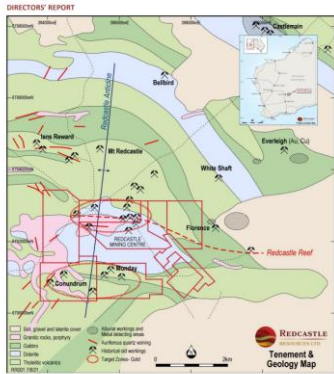 DIRECTORS' REPORT
Castlemain
Bellbird
Redcastle Anticline
Ians Reward
Mt Redcastle
Everleigh (Au, Cu)
White Shaft
REDCASTLE
MINING CENTRE
Florence
Redcastle Reef
Monday
Conundrum
Soil, gravel and laterite cover
Granitic rocks, porphyry
Gabbro
Dolerite
Tholeiitic volcanics
Alluvial workings and
Metal detecting areas
Auriferous quartz veining
Historical old workings
Target Zones- Gold
0
2km
REDCASTLE
RESOURCES LTD
Tenement &
Geology Map